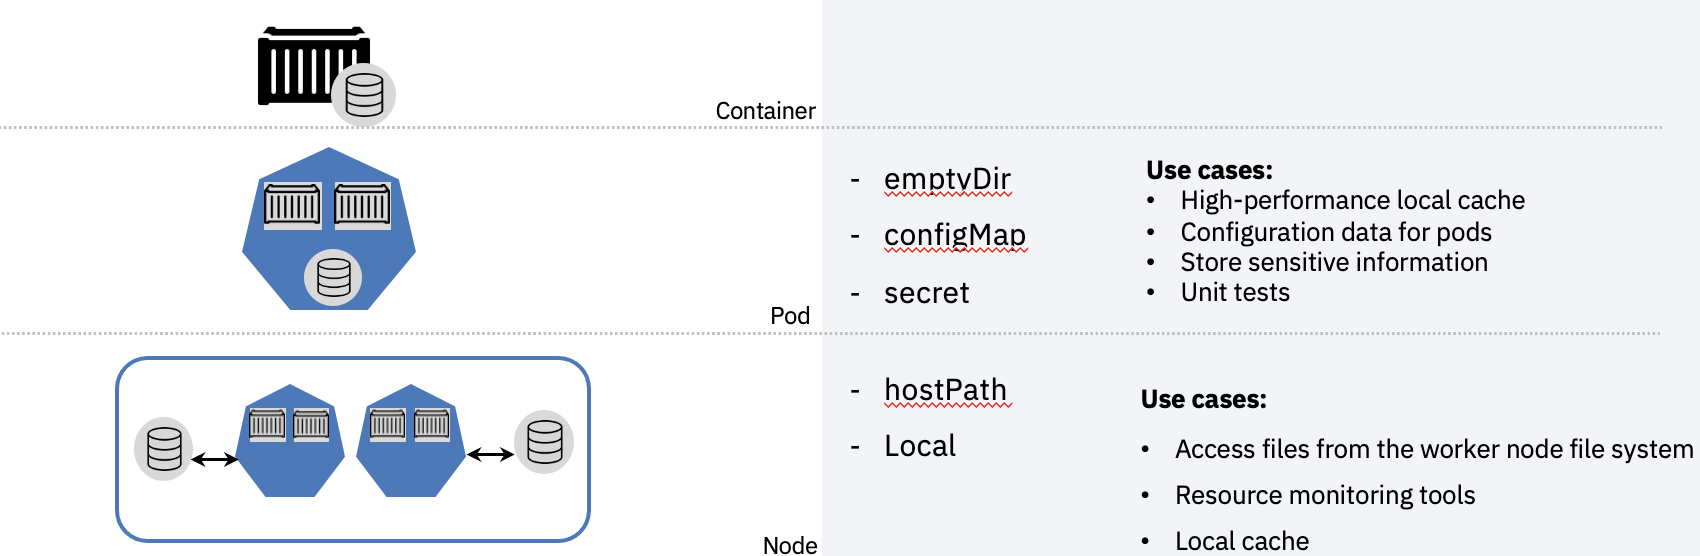 Container
- emptyDir
- configMap
- secret
Use cases:
• High-performance local cache
• Configuration data for pods
• Store sensitive information
• Unit tests
Pod
- hostPath
- Local
Use cases:
• Access files from the worker node file system
• Resource monitoring tools
• Local cache
Node